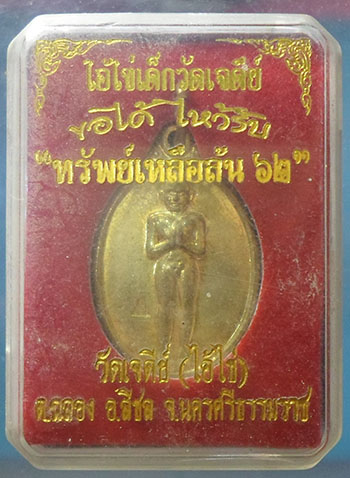 ไอ้ไข่เด็กวัดเจดีย์
ขอได้ ไหว้รับ
"ทรัพย์เหลือล้น ๖๒"
วัดเจดีย์ (ไอ้ไข่)
ต.ฉลอง อ.สิชล จ.นครศรีธรรมราช